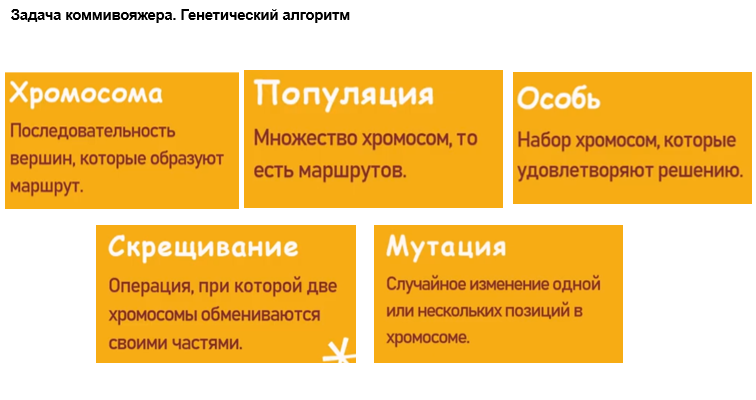 Задача коммивояжера. Генетический алгоритм
Хромосома
Последовательность
вершин, которые образуют
маршрут.
Популяция
Множество хромосом, то
есть маршрутов.
Особь
Набор хромосом, которые
удовлетворяют решению.
Скрещивание
Операция, при которой две
хромосомы обмениваются
своими частями.
Мутация
Случайное изменение одной
или нескольких позиций в
хромосоме.